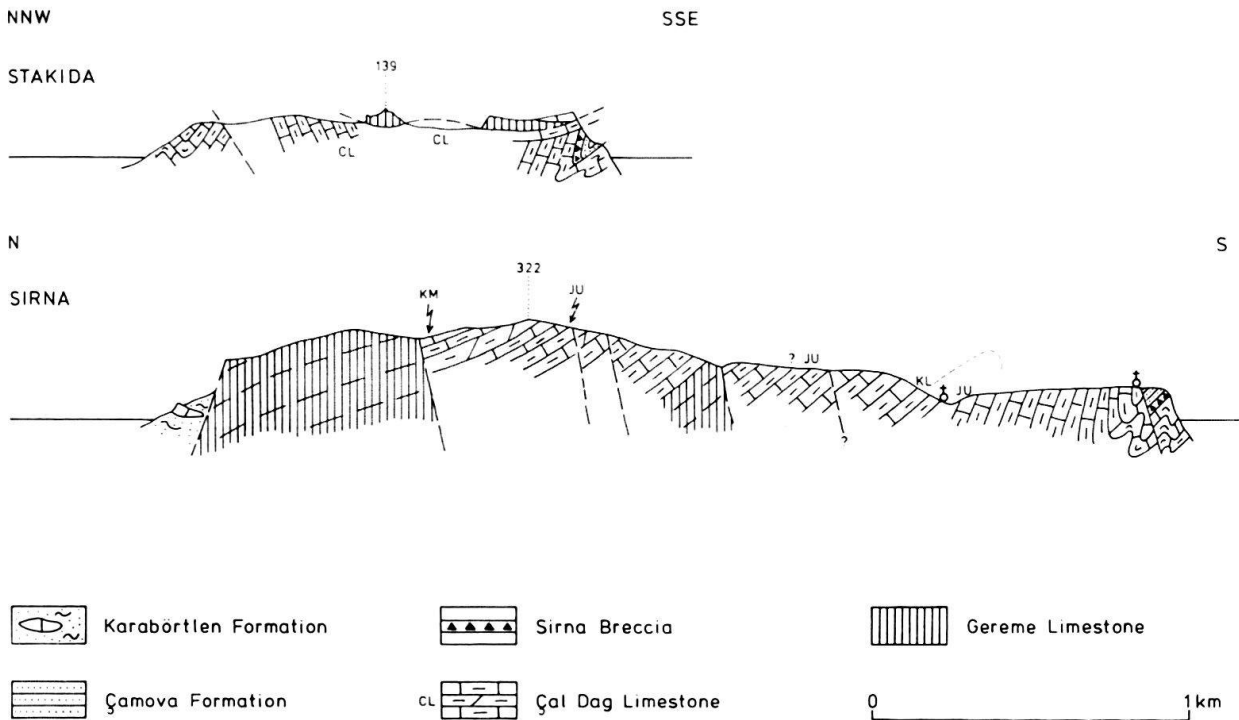 NNW SSE
STAKIDA
139
CL CL
N S
SIRNA
322
KM JU
? JU
KL JU
?
Karabörtlen Formation
Sirna Breccia
Gereme Limestone
Çamova Formation
CL Çal Dag Limestone
0 1km